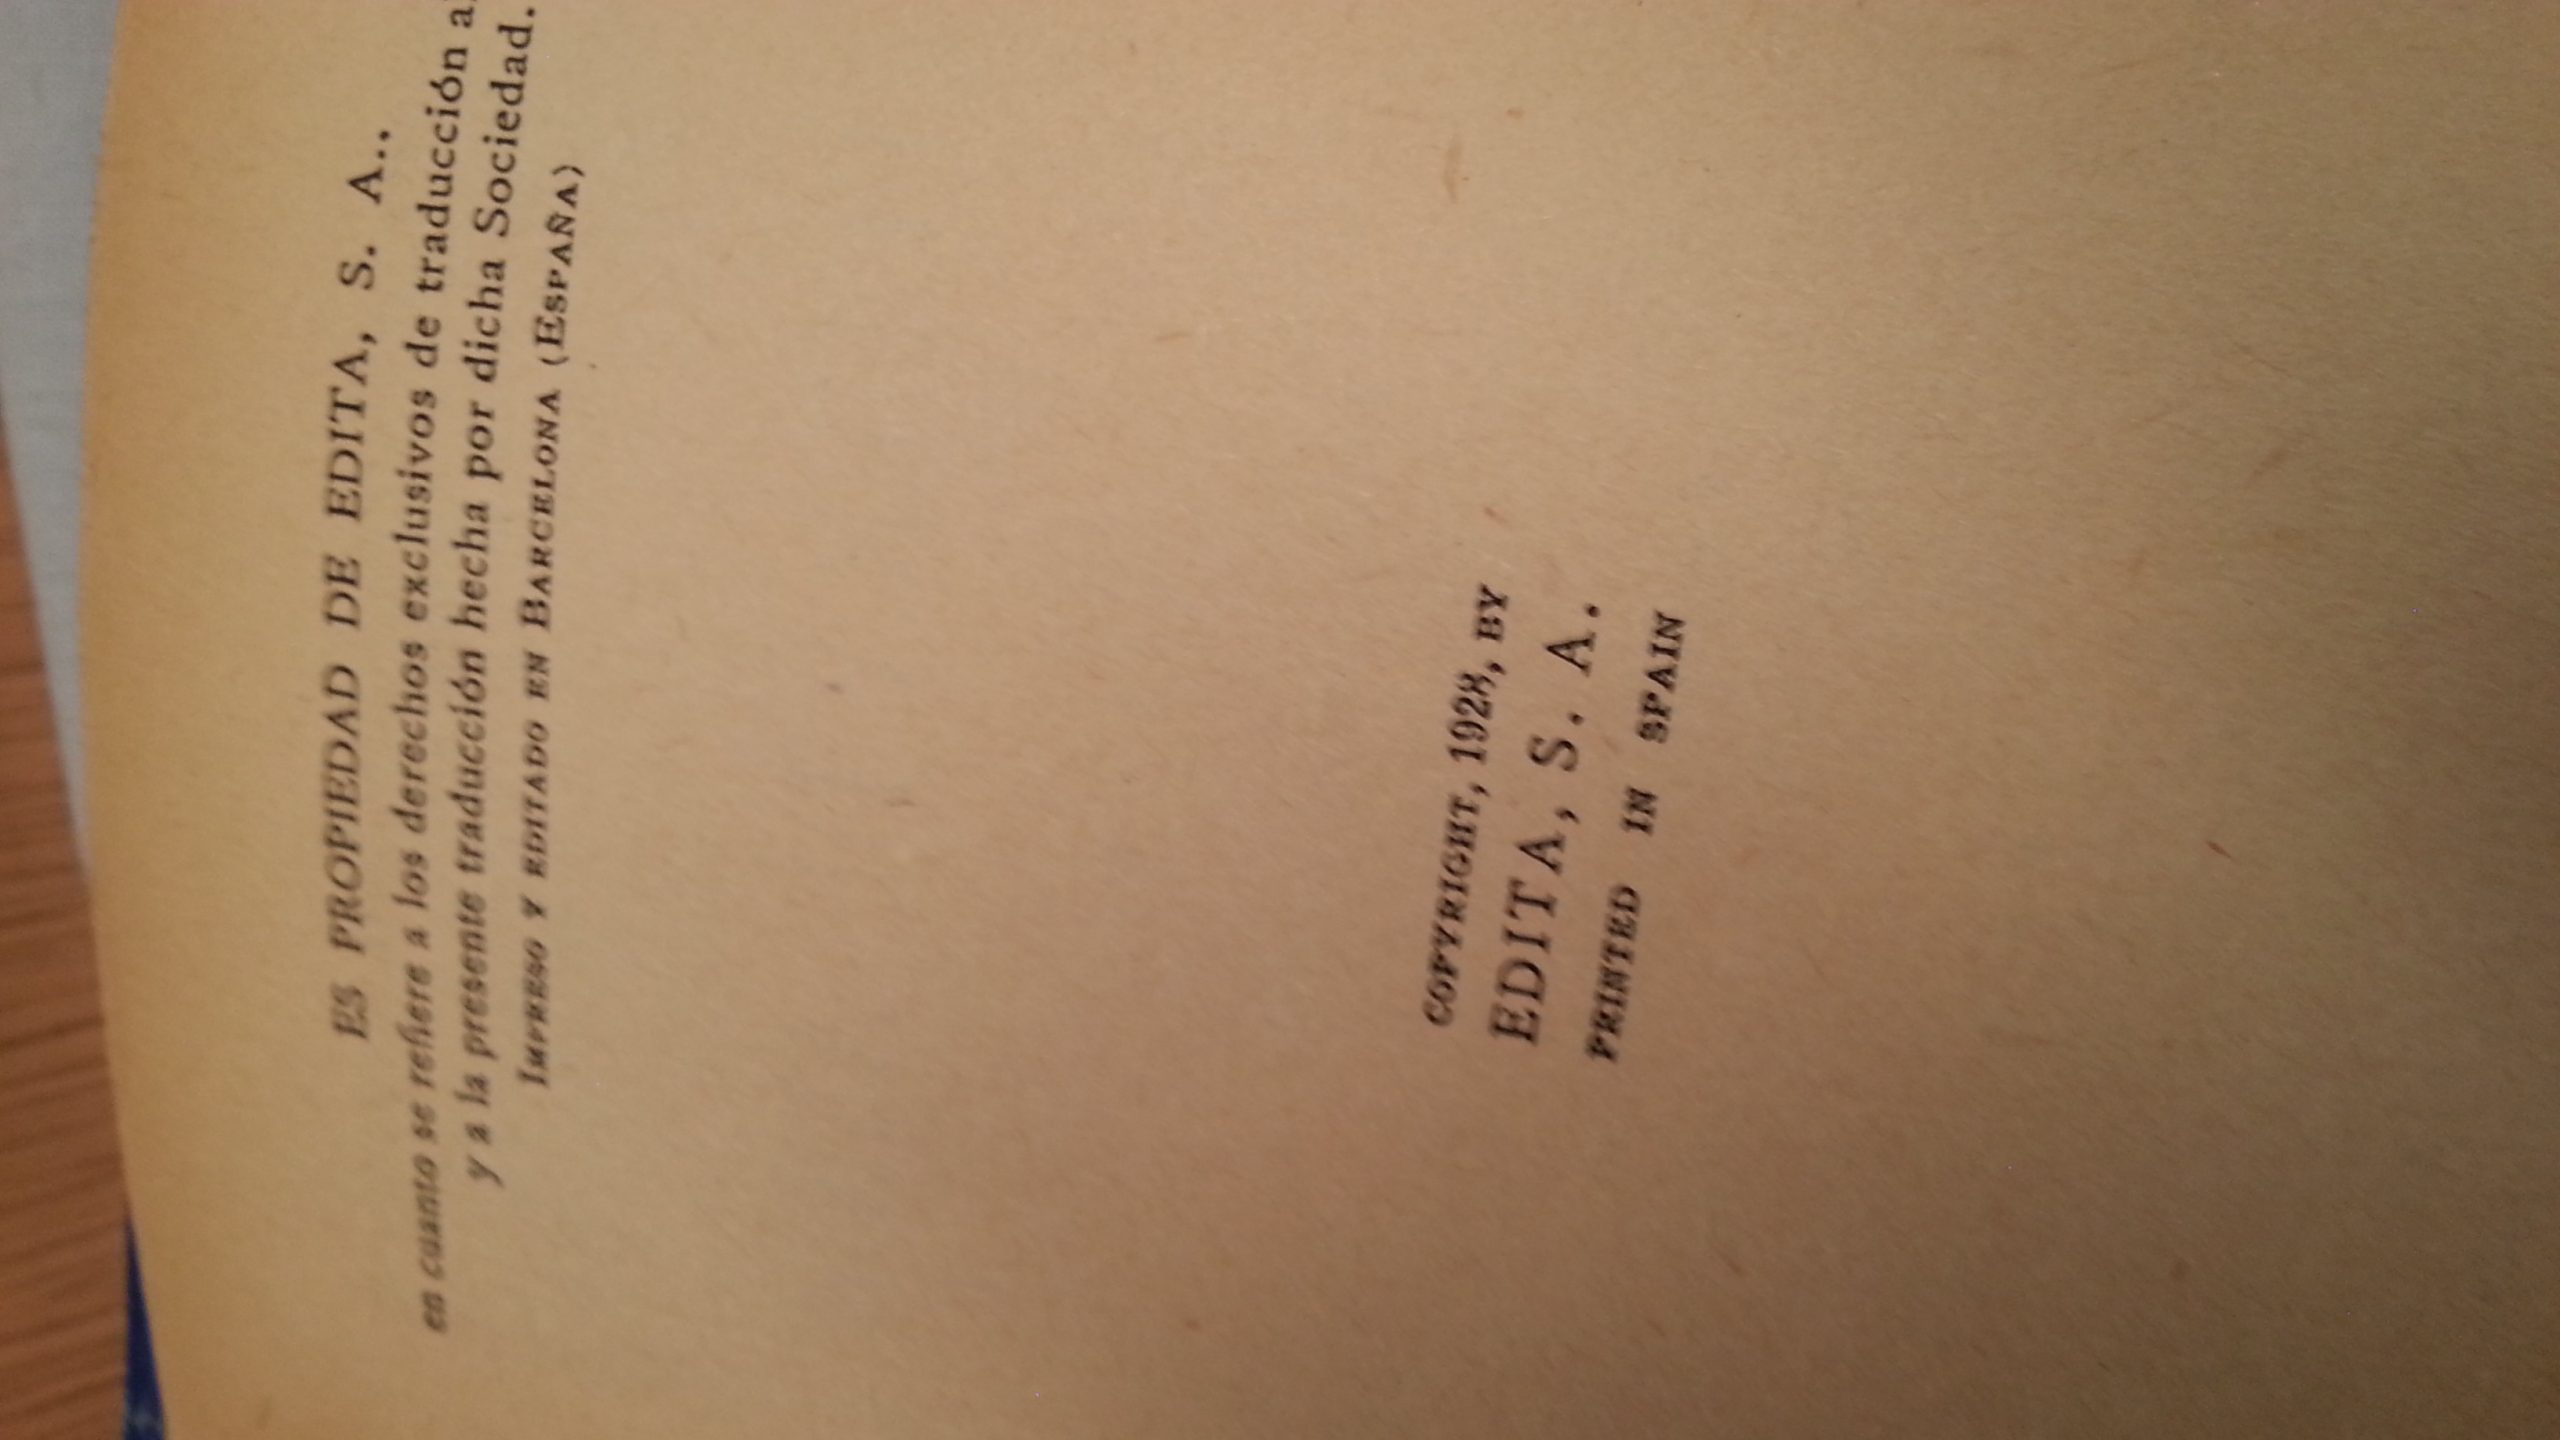 ES PROPIEDAD DE EDITA, S. A..
en cuanto se refiere a los derechos exclusivos de traducción al
y a la presente traducción hecha por dicha Sociedad.
IMPRESO Y EDITADO EN BARCELONA (ESPAÑA)
COPYRIGHT, 1928, BY
EDITA, S. A.
PRINTED IN SPAIN